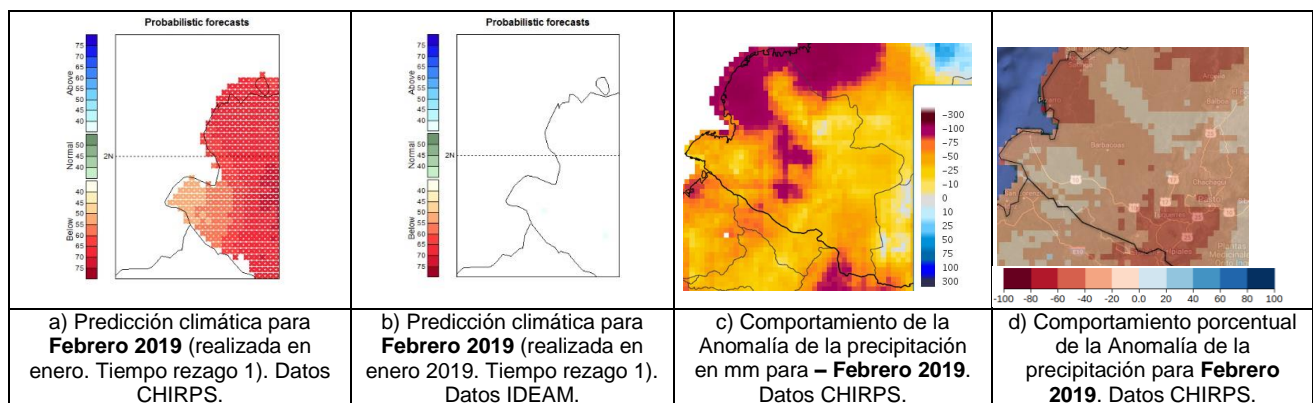 Probabilistic forecasts
75
70
65
60
55
50
45
40
Above
50
45
40
Normal
40
45
50
55
60
65
70
75
Below
2N
Probabilistic forecasts
75
70
65
60
55
50
45
40
Above
50
45
40
Normal
40
45
50
55
60
65
70
75
Below
2N
−300
−100
−75
−50
−25
−10
0
10
25
50
75
100
300
Barbacoas
25
25
-100 -80 -60 -40 -20 0.0 20 40 60 80 100
a) Predicción climática para
Febrero 2019 (realizada en
enero. Tiempo rezago 1). Datos
CHIRPS.
b) Predicción climática para
Febrero 2019 (realizada en
enero 2019. Tiempo rezago 1).
Datos IDEAM.
c) Comportamiento de la
Anomalía de la precipitación
en mm para – Febrero 2019.
Datos CHIRPS.
d) Comportamiento porcentual
de la Anomalía de la
precipitación para Febrero
2019. Datos CHIRPS.